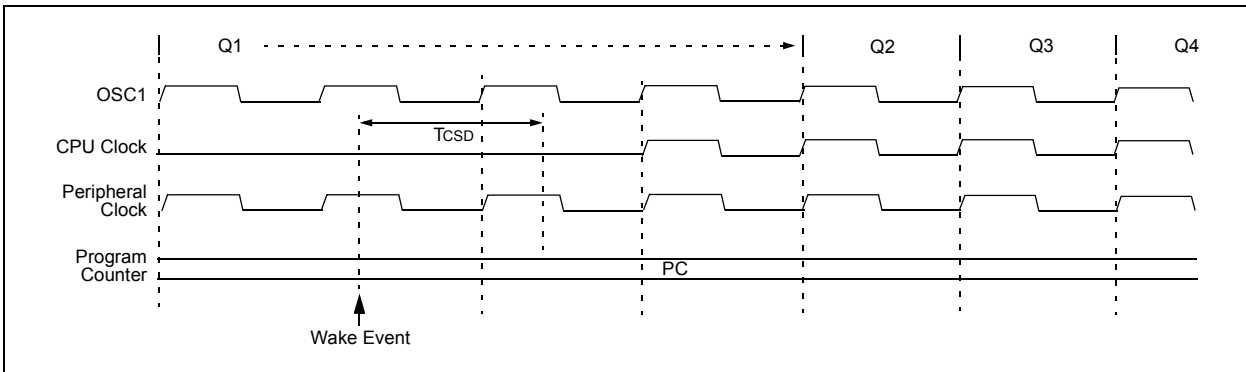 Q1 Q2 Q3 Q4
OSC1
TCSD
CPU Clock
Peripheral
Clock
Program
Counter
PC
Wake Event